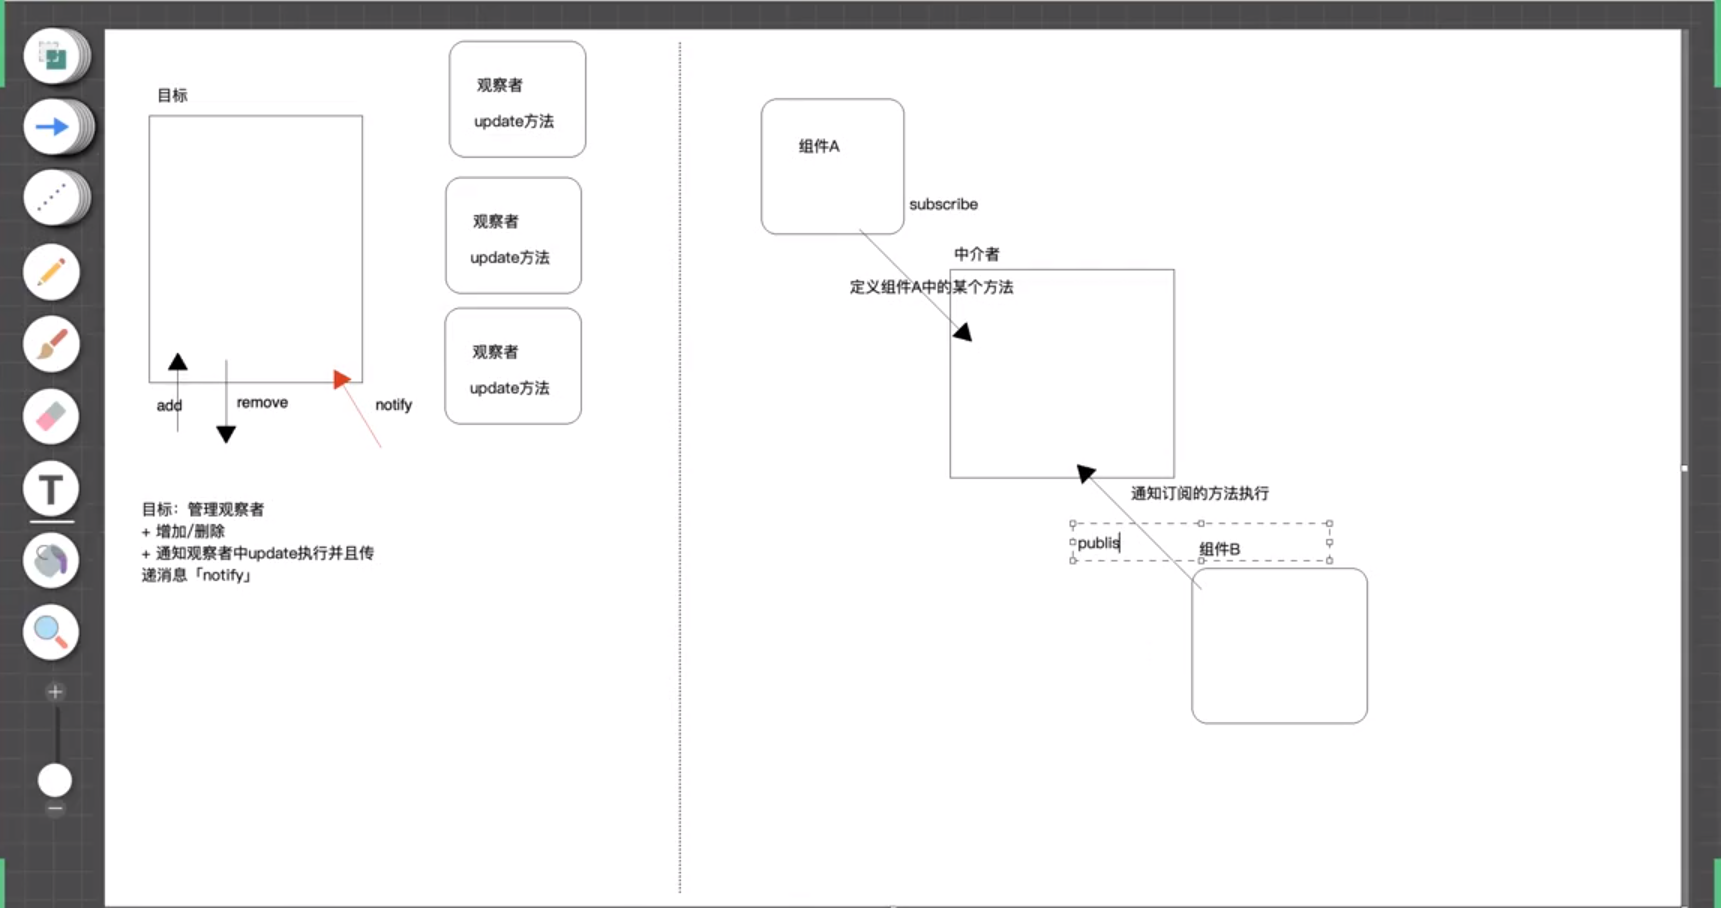 目标
观察者
update方法
观察者
update方法
观察者
update方法
add
remove
notify
目标：管理观察者
+ 增加/删除
+ 通知观察者中update执行并且传
递消息「notify」
组件A
subscribe
中介者
定义组件A中的某个方法
通知订阅的方法执行
publis
组件B
T